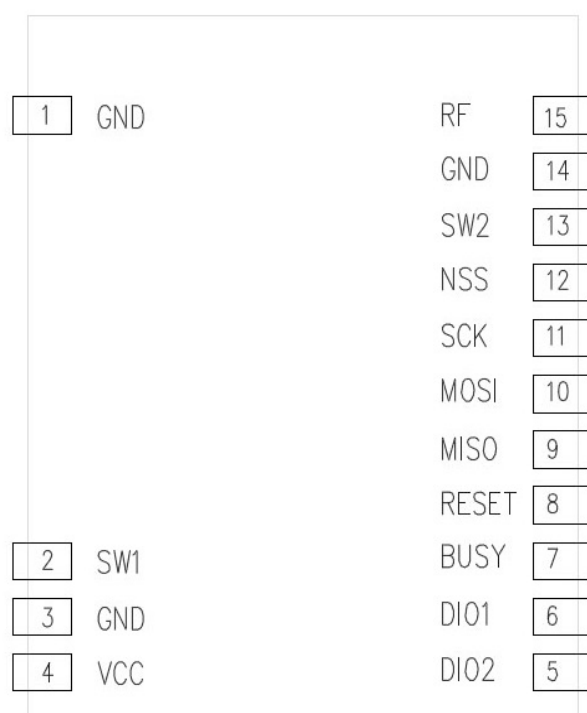 1 GND RF 15
GND 14
SW2 13
NSS 12
SCK 11
MOSI 10
MISO 9
RESET 8
2 SW1 BUSY 7
3 GND DIO1 6
4 VCC DIO2 5